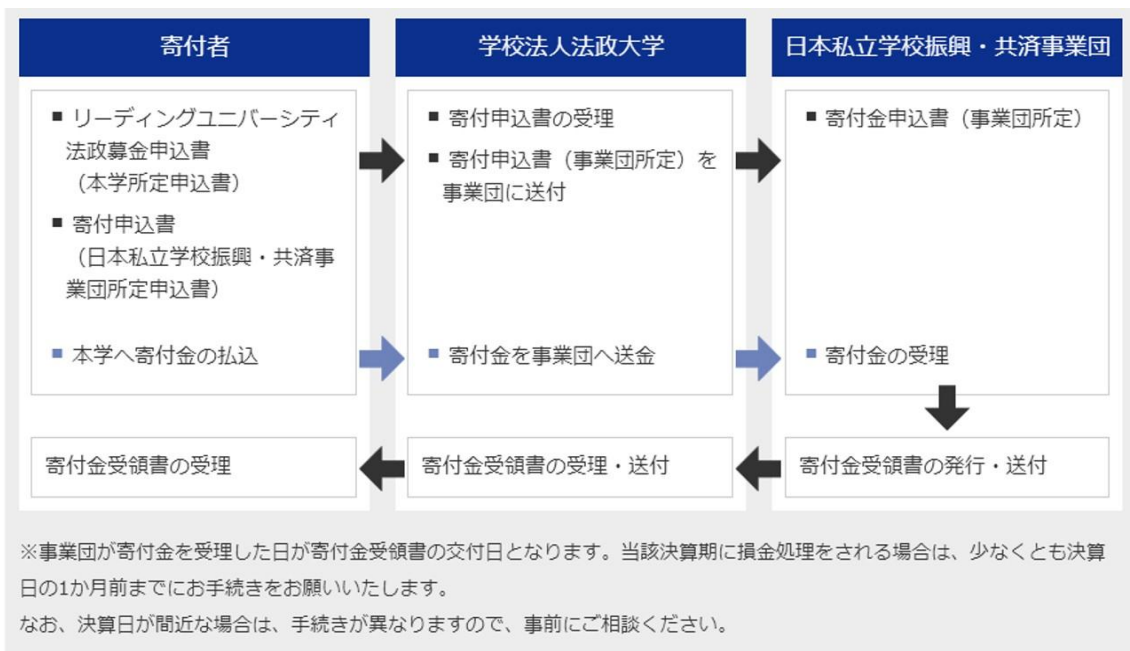 寄付者
学校法人法政大学
日本私立学校振興・共済事業団
■ リーディングユニバーシティ
法政募金申込書
（本学所定申込書）
■ 寄付申込書
（日本私立学校振興・共済事
業団所定申込書）
■ 本学へ寄付金の払込
■ 寄付申込書の受理
■ 寄付申込書（事業団所定）を
事業団に送付
■ 寄付金を事業団へ送金
■ 寄付金申込書（事業団所定）
■ 寄付金の受理
寄付金受領書の受理
寄付金受領書の受理・送付
寄付金受領書の発行・送付
※事業団が寄付金を受理した日が寄付金受領書の交付日となります。当該決算期に損金処理をされる場合は、少なくとも決算
日の1か月前までにお手続きをお願いいたします。
なお、決算日が間近な場合は、手続きが異なりますので、事前にご相談ください。